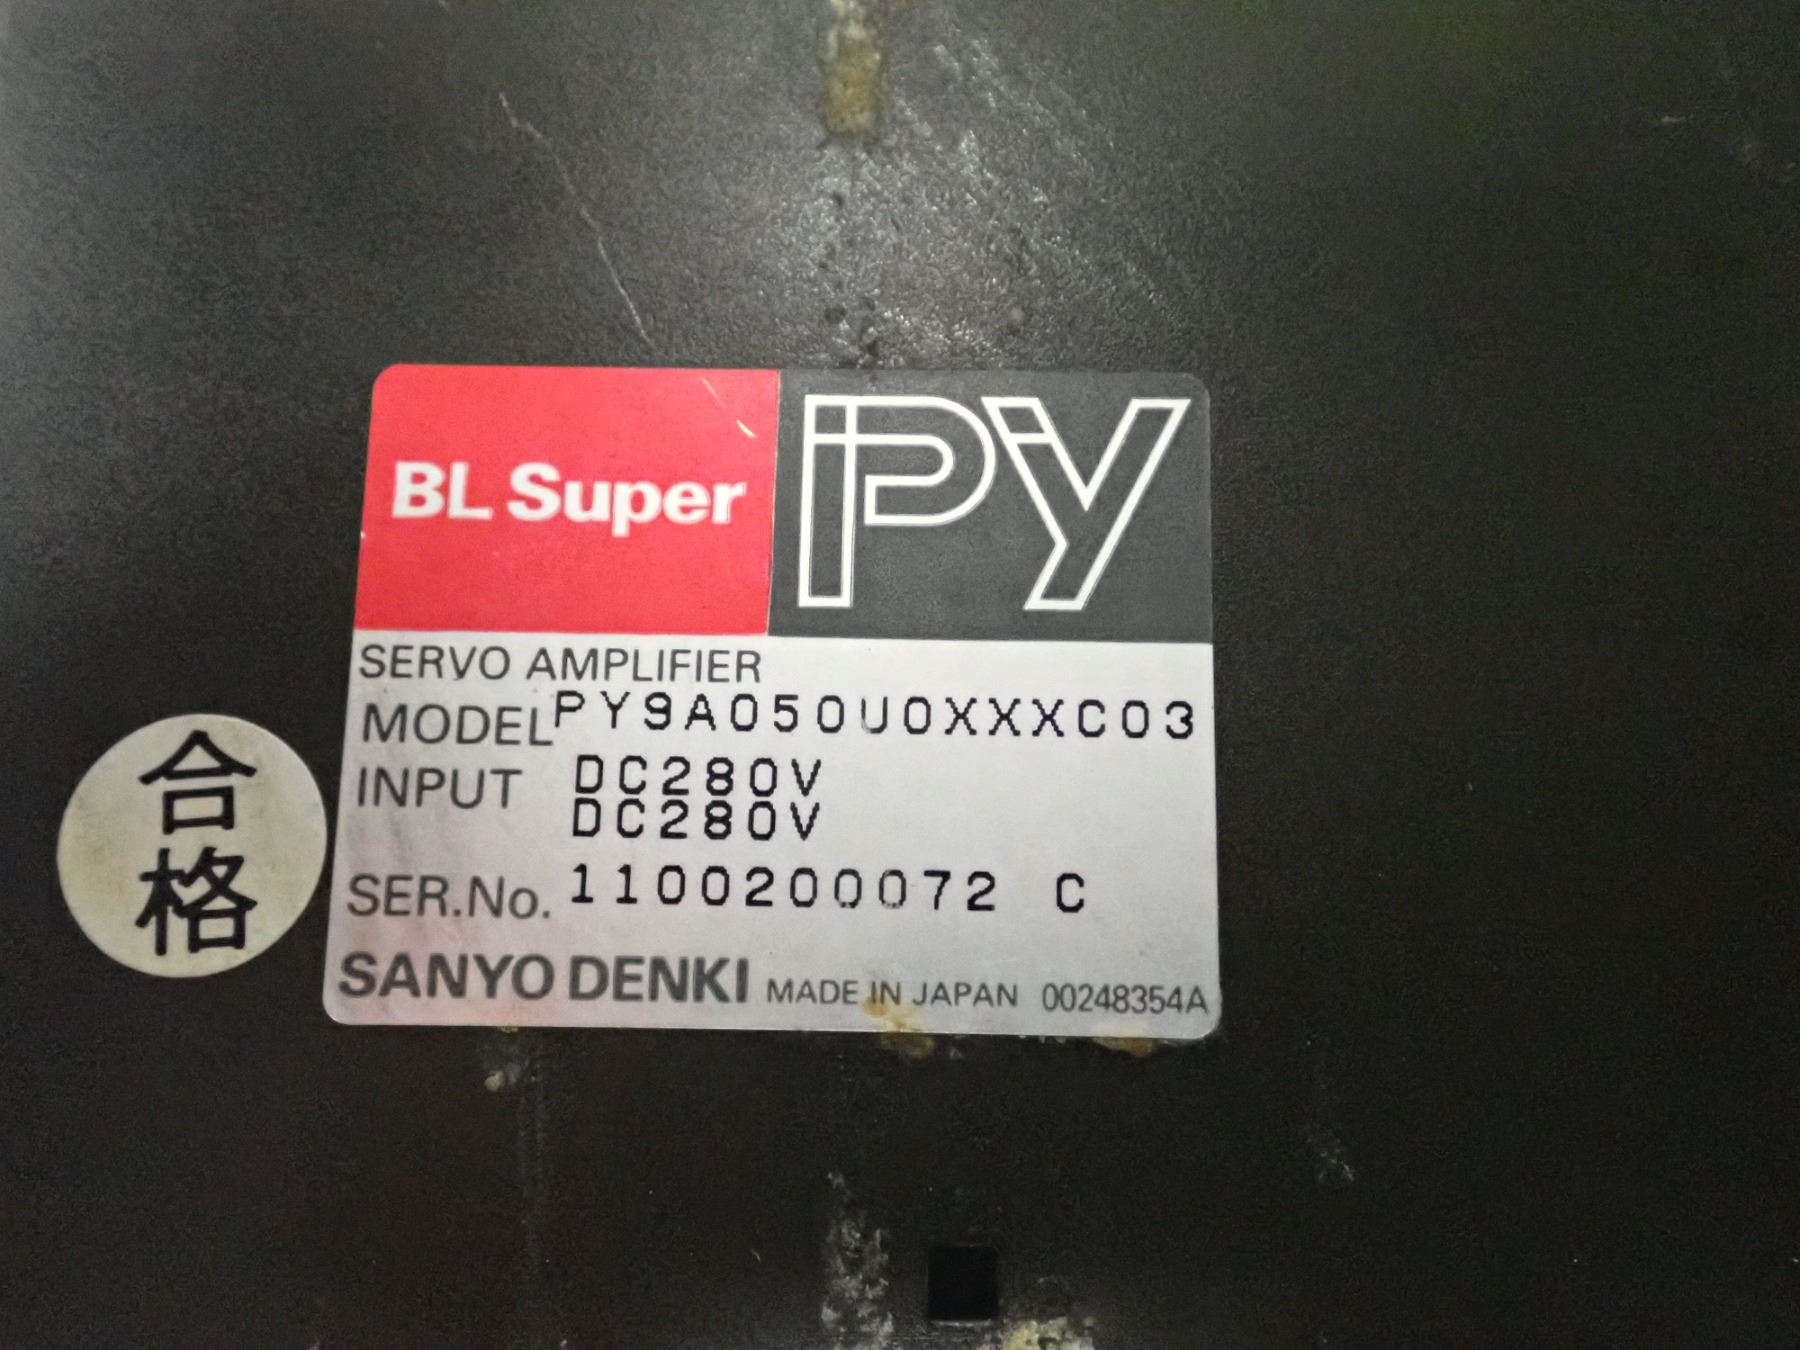 BL Super PY
SERVO AMPLIFIER
MODEL PY9A050U0XXXC03
INPUT DC280V
DC280V
SER.No. 1100200072 C
SANYO DENKI MADE IN JAPAN 00248354A
合
格